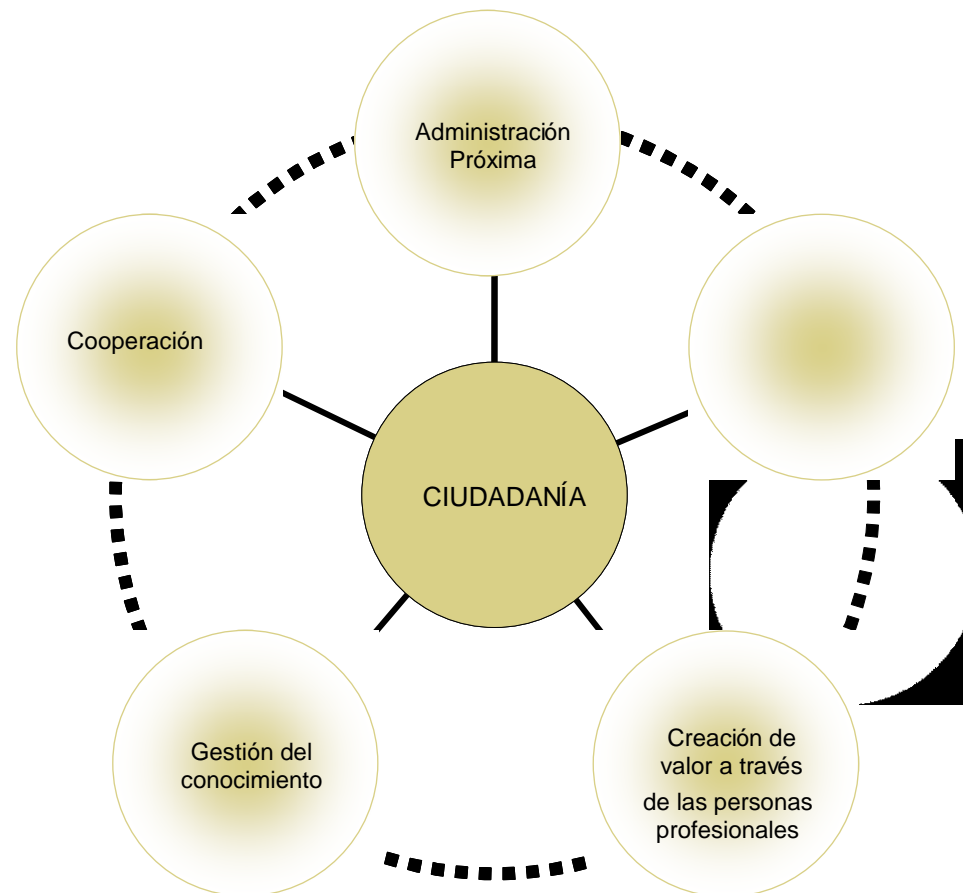 Administración
Próxima
Cooperación
CIUDADANÍA
Gestión del
conocimiento
Creación de
valor a través
de las personas
profesionales